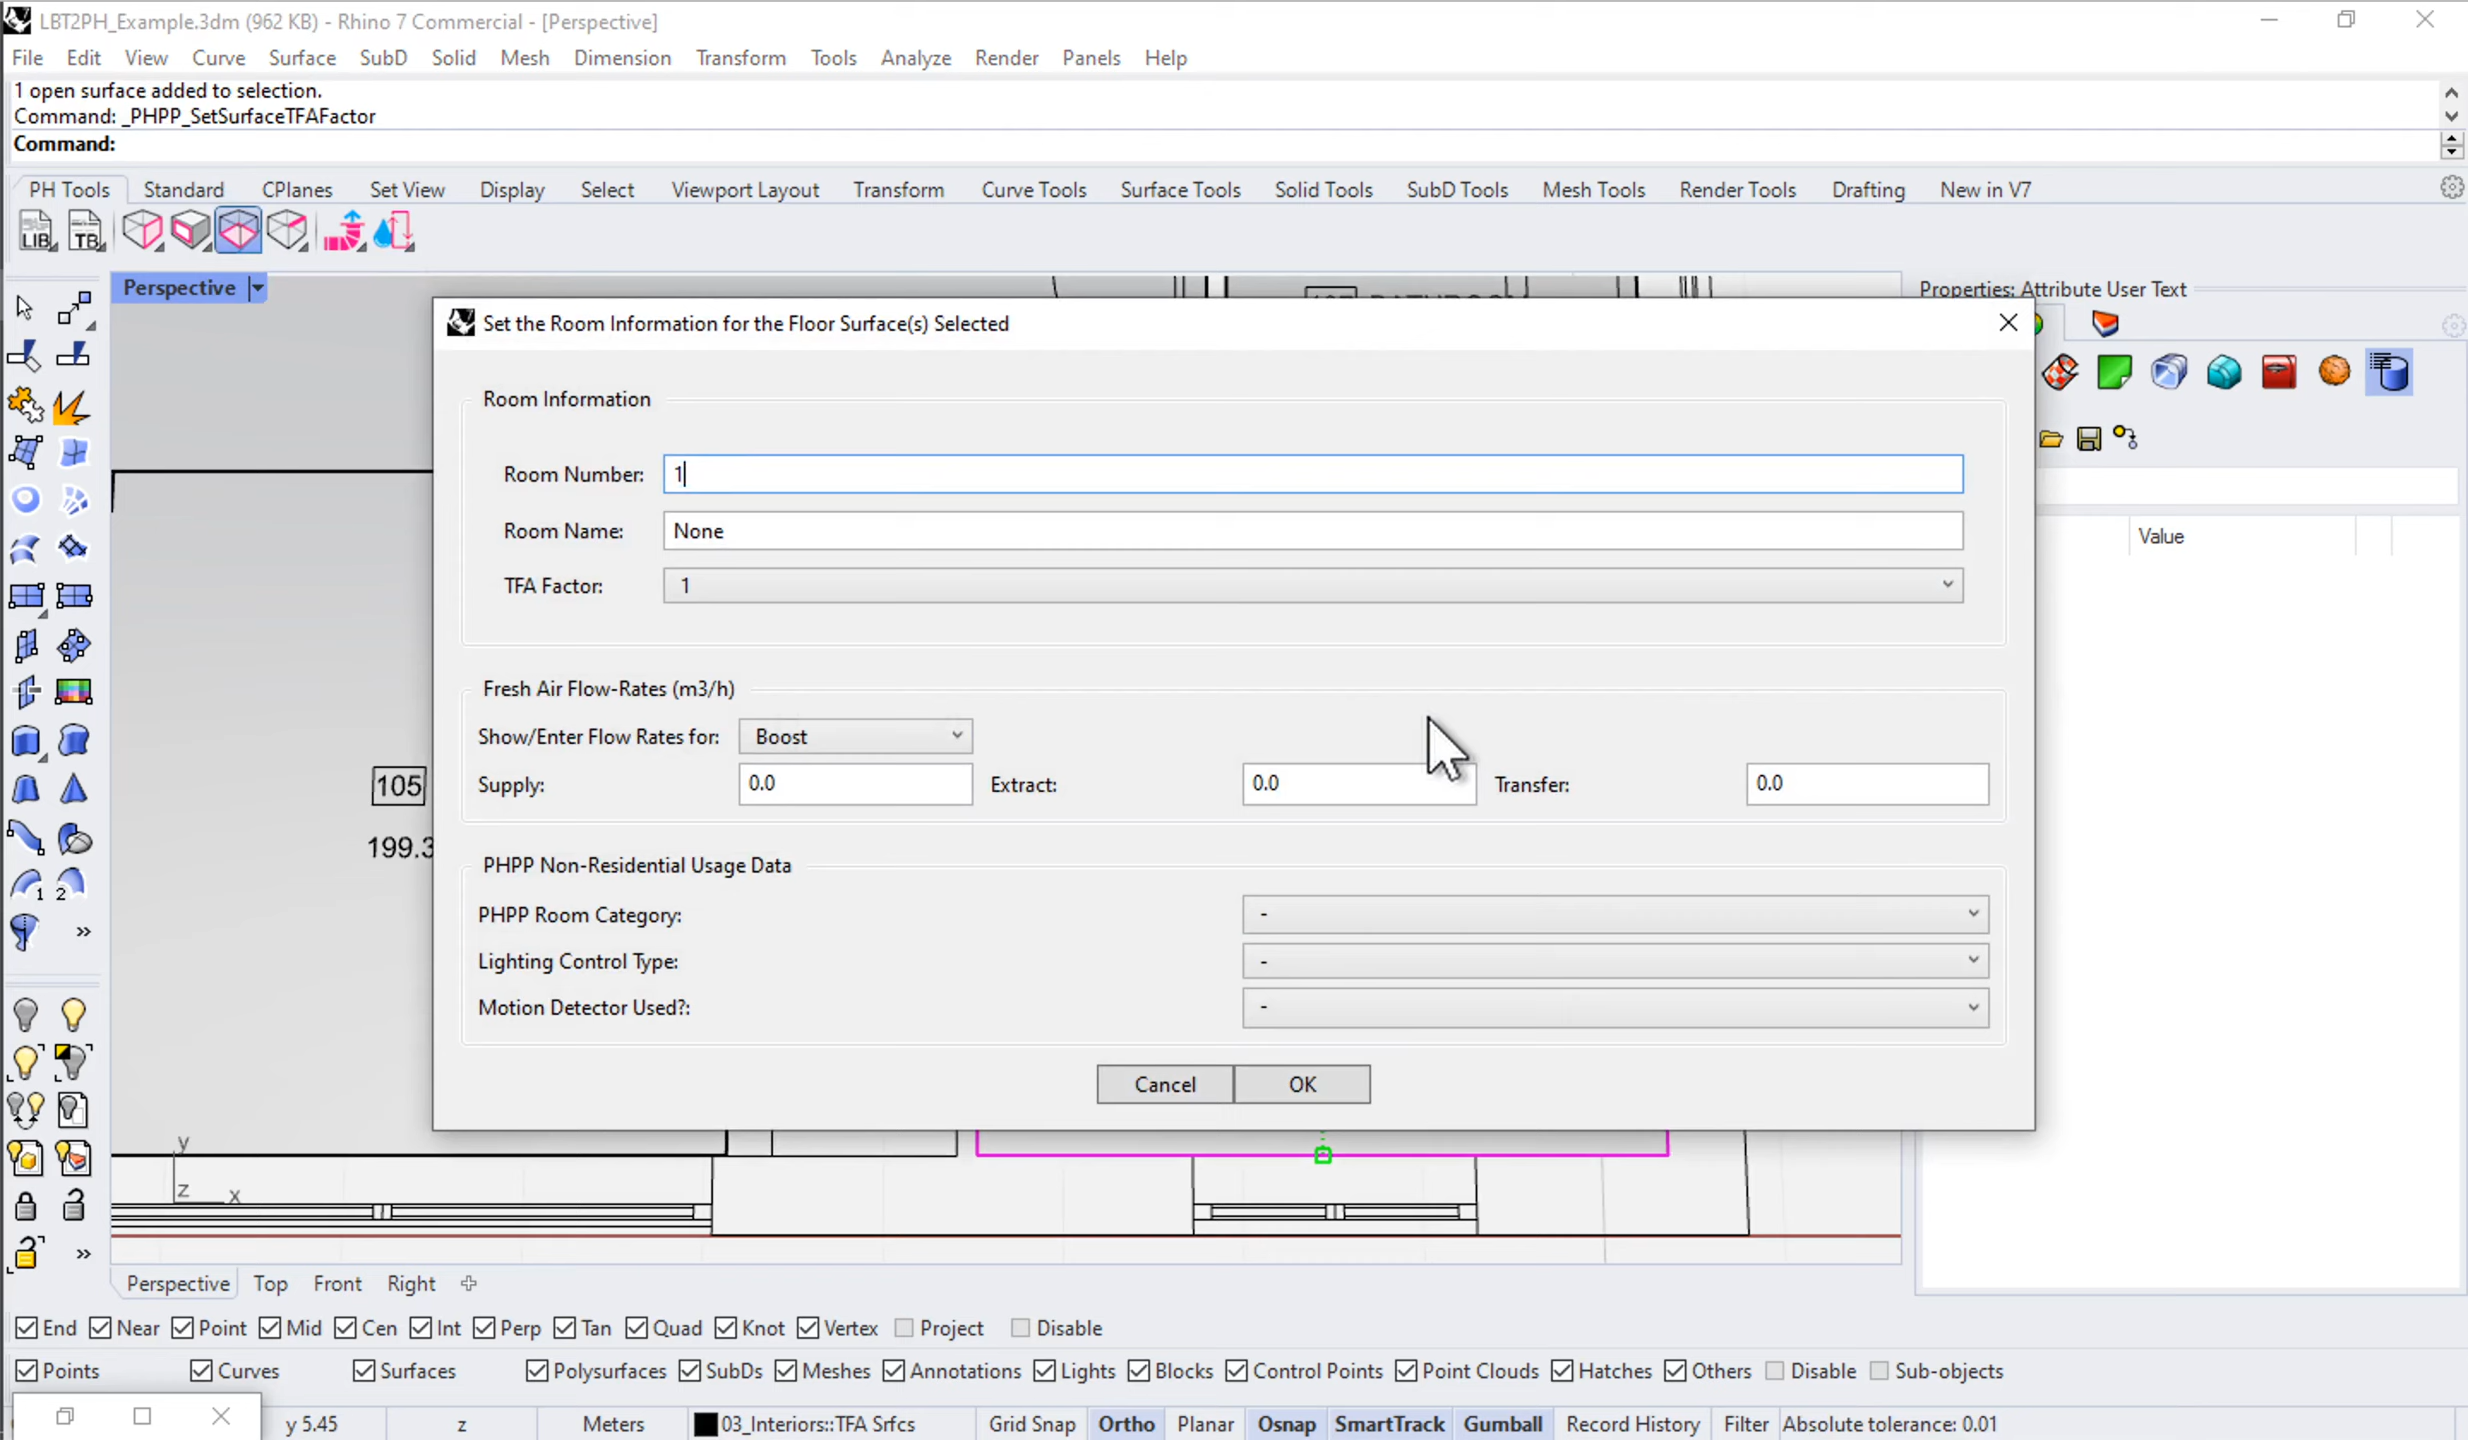 LBT2PH_Example.3dm (962 KB) - Rhino 7 Commercial - [Perspective]
File Edit View Curve Surface SubD Solid Mesh Dimension Transform Tools Analyze Render Panels Help
1 open surface added to selection.
Command: _PHPP_SetSurfaceTFAFactor
Command:
PH Tools Standard CPlanes Set View Display Select Viewport Layout Transform Curve Tools Surface Tools Solid Tools SubD Tools Mesh Tools Render Tools Drafting New in V7
LIB TB
Perspective
Properties: Attribute User Text
Set the Room Information for the Floor Surface(s) Selected
Room Information
Room Number: 1
Room Name: None
TFA Factor: 1
Value
Fresh Air Flow-Rates (m3/h)
Show/Enter Flow Rates for: Boost
Supply: 0.0 Extract: 0.0 Transfer: 0.0
105
199.3
PHPP Non-Residential Usage Data
PHPP Room Category: -
Lighting Control Type: -
Motion Detector Used?: -
Cancel OK
1 2
y
z x
Perspective Top Front Right
End Near Point Mid Cen Int Perp Tan Quad Knot Vertex Project Disable
Points Curves Surfaces Polysurfaces SubDs Meshes Annotations Lights Blocks Control Points Point Clouds Hatches Others Disable Sub-objects
y 5.45 z Meters 03_Interiors::TFA Srfcs Grid Snap Ortho Planar Osnap SmartTrack Gumball Record History Filter Absolute tolerance: 0.01